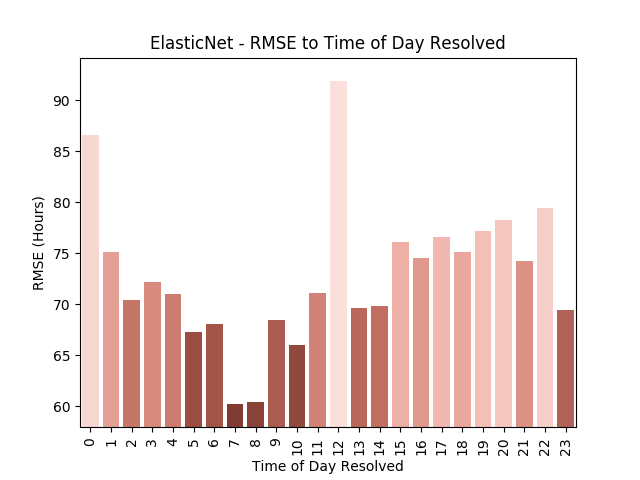 ElasticNet - RMSE to Time of Day Resolved
90
85
80
75
70
65
60
RMSE (Hours)
0 1 2 3 4 5 6 7 8 9 10 11 12 13 14 15 16 17 18 19 20 21 22 23
Time of Day Resolved